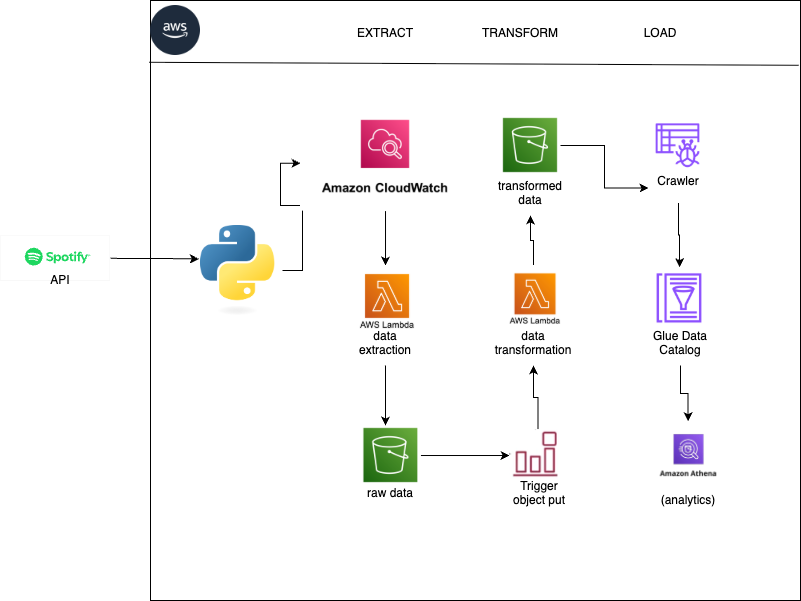 aws
EXTRACT
TRANSFORM
LOAD
Amazon CloudWatch
transformed
data
Crawler
Spotify
API
AWS Lambda
data
extraction
AWS Lambda
data
transformation
Glue Data
Catalog
raw data
Trigger
object put
Amazon Athena
(analytics)